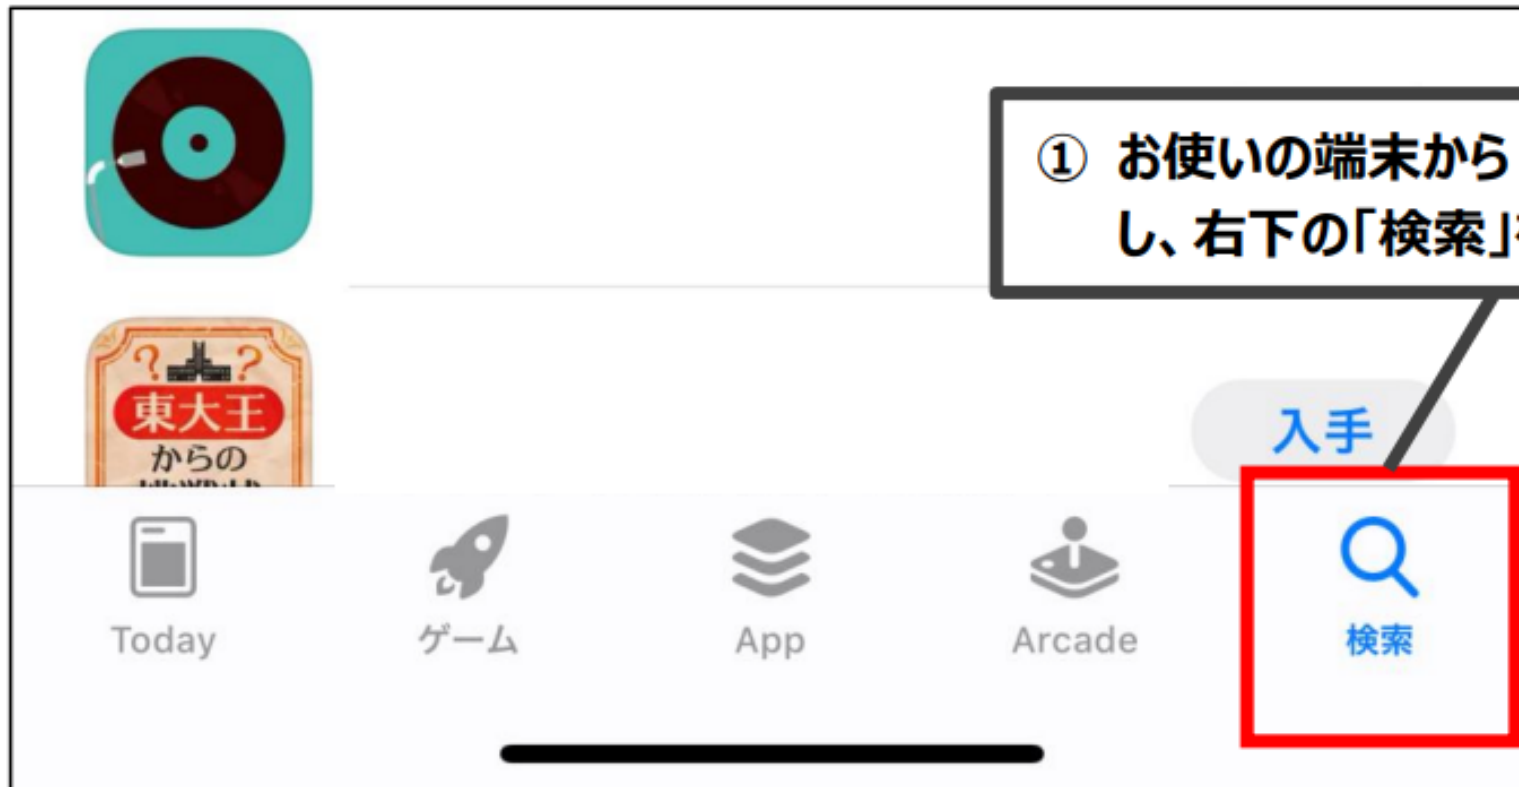 ① お使いの端末から
し、右下の「検索」
? ?
東大王
からの
入手
Today
ゲーム
App
Arcade
検索